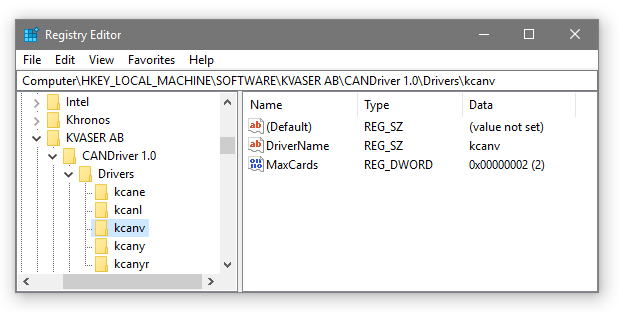 Registry Editor
File Edit View Favorites Help
Computer\HKEY_LOCAL_MACHINE\SOFTWARE\KVASER AB\CANDriver 1.0\Drivers\kcanv
Intel
Khronos
KVASER AB
CANDriver 1.0
Drivers
kcane
kcanl
kcanv
kcany
kcanyr
Name Type Data
ab (Default) REG_SZ (value not set)
ab DriverName REG_SZ kcanv
MaxCards REG_DWORD 0x00000002 (2)